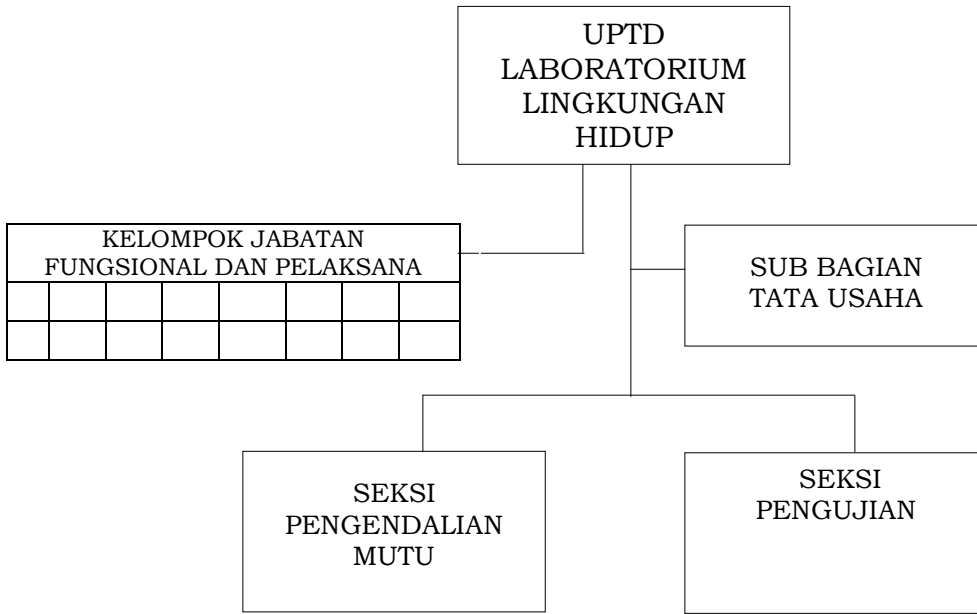 UPTD
LABORATORIUM
LINGKUNGAN
HIDUP
KELOMPOK JABATAN
FUNGSIONAL DAN PELAKSANA
SUB BAGIAN
TATA USAHA
SEKSI
PENGENDALIAN
MUTU
SEKSI
PENGUJIAN